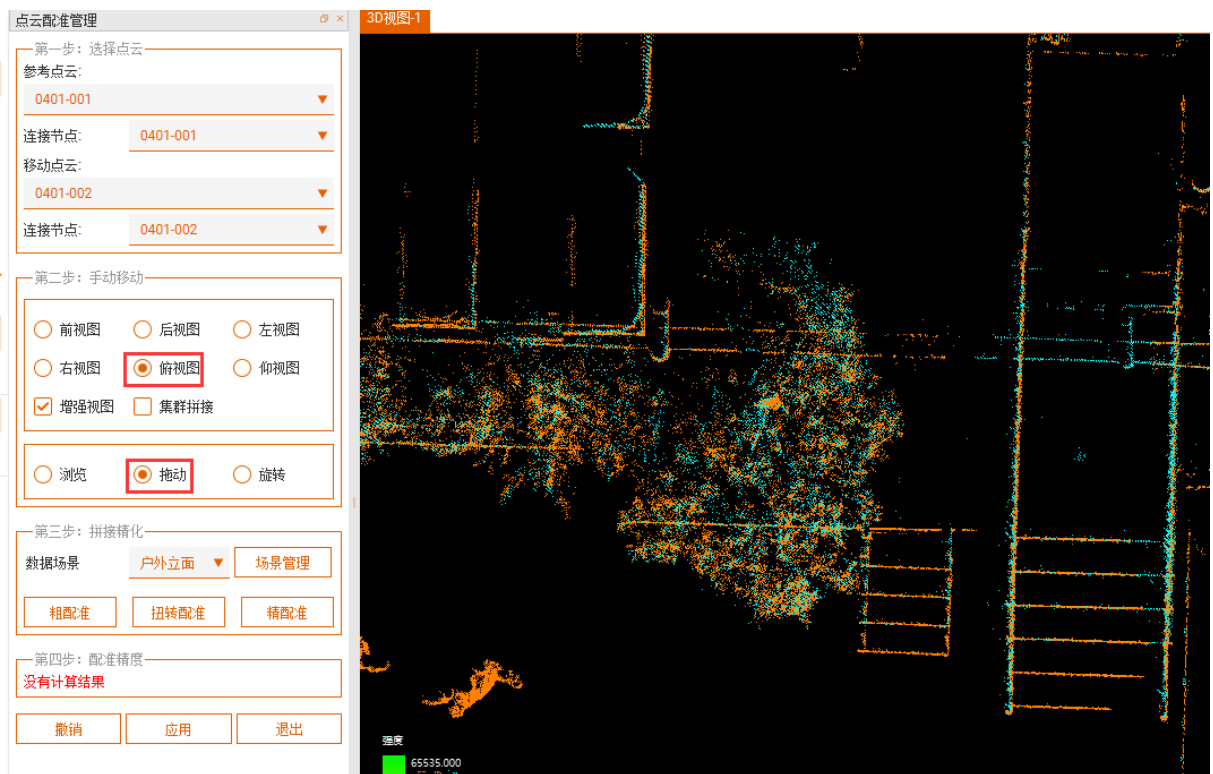 点云配准管理
3D视图-1
第一步：选择点云
参考点云:
0401-001
连接节点: 0401-001
移动点云:
0401-002
连接节点: 0401-002
第二步：手动移动
前视图 后视图 左视图
右视图 俯视图 仰视图
增强视图 集群拼接
浏览 拖动 旋转
第三步：拼接精化
数据场景 户外立面 场景管理
粗配准 扭转配准 精配准
第四步：配准精度
没有计算结果
撤销 应用 退出
强度
65535.000